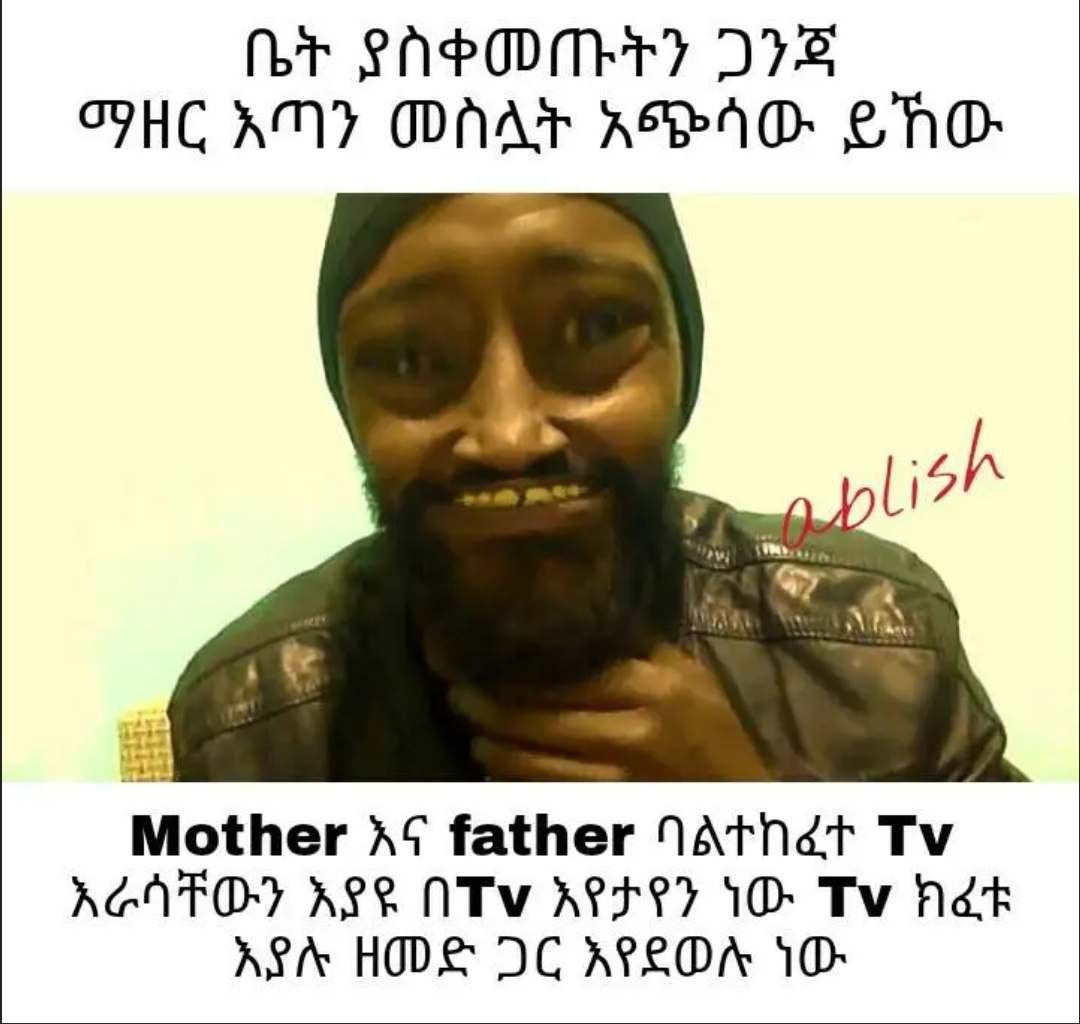 ቤት ያስቀመጡትን ጋንጃ
ማዘር እጣን መስሏት አጭሳው ይኸው
ablish
Mother እና father ባልተከፈተ Tv
እራሳቸውን እያዩ በTv እየታየን ነው Tv ክፈቱ
እያሉ ዘመድ ጋር እየደወሉ ነው